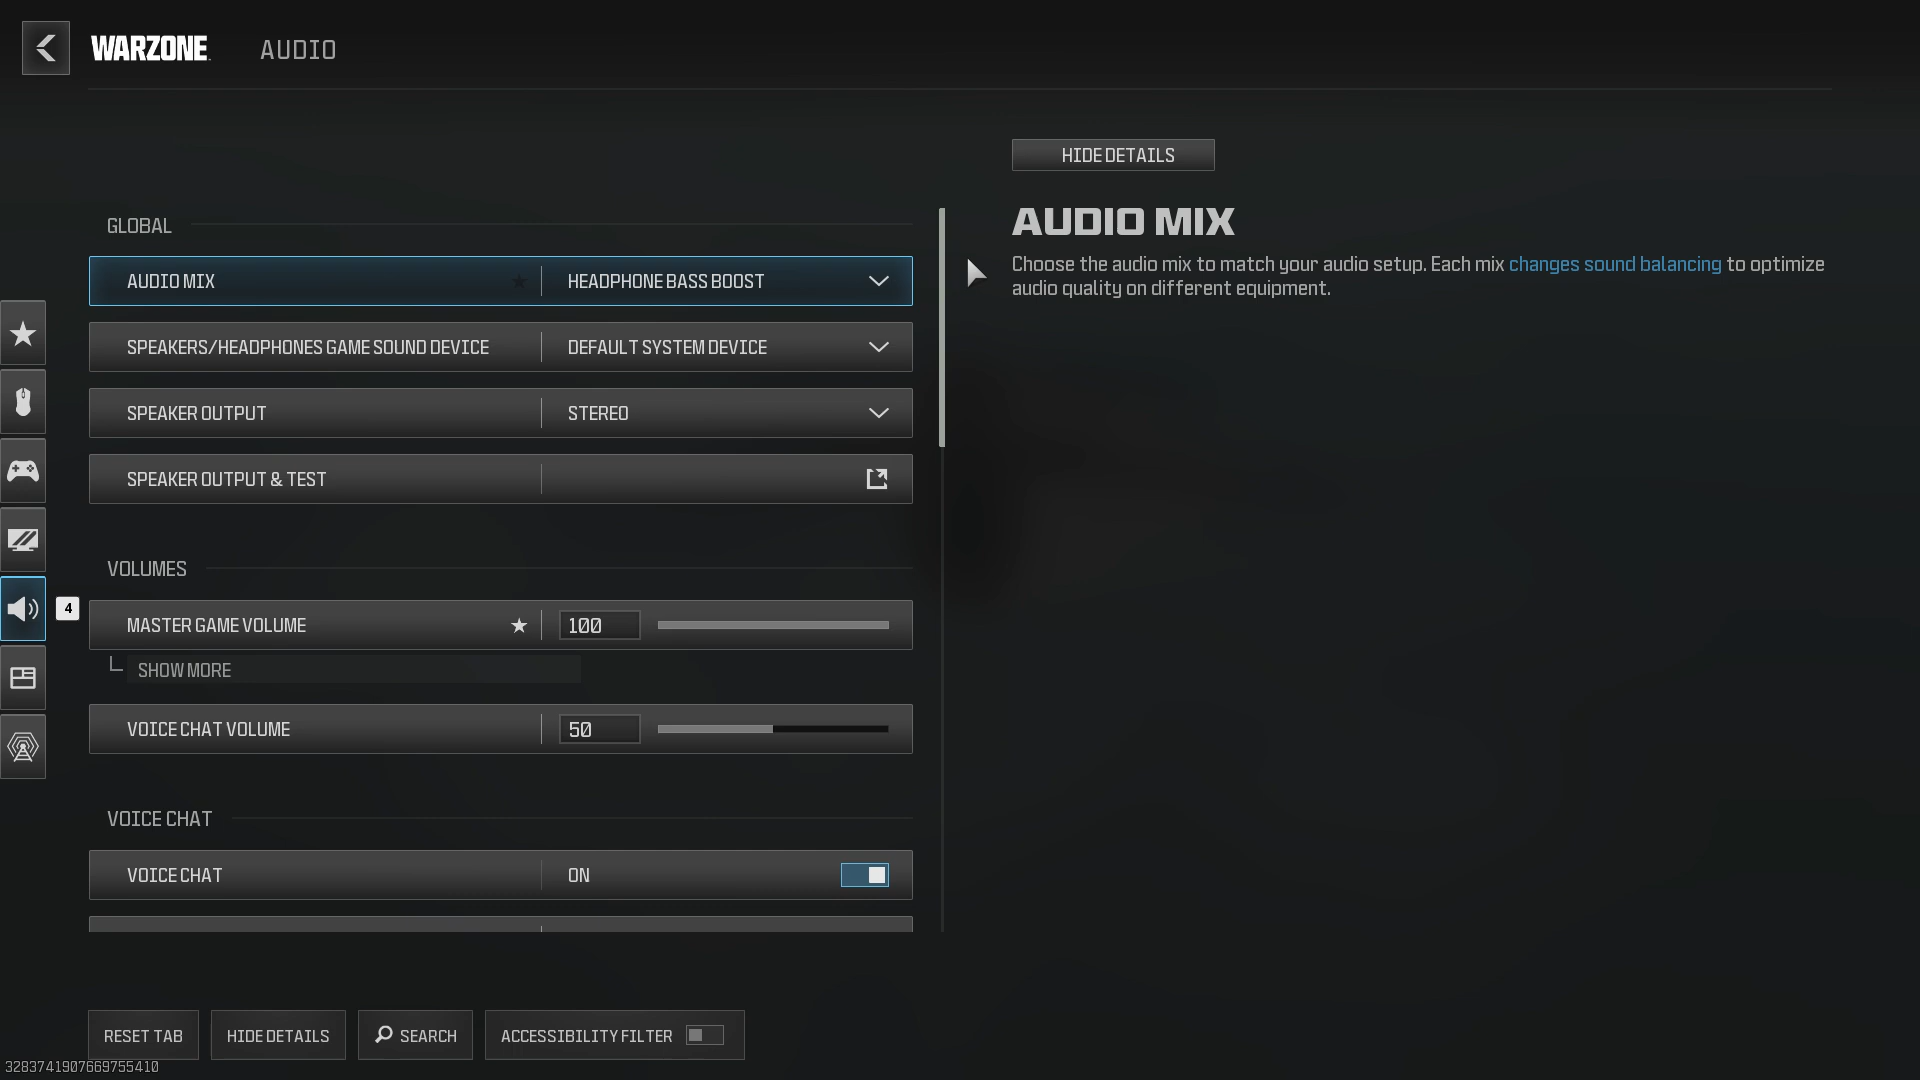 WARZONE
AUDIO
HIDE DETAILS
AUDIO MIX
Choose the audio mix to match your audio setup. Each mix changes sound balancing to optimize
audio quality on different equipment.
GLOBAL
AUDIO MIX
HEADPHONE BASS BOOST
SPEAKERS/HEADPHONES GAME SOUND DEVICE
DEFAULT SYSTEM DEVICE
SPEAKER OUTPUT
STEREO
SPEAKER OUTPUT & TEST
VOLUMES
4
MASTER GAME VOLUME
100
SHOW MORE
VOICE CHAT VOLUME
50
VOICE CHAT
VOICE CHAT
ON
RESET TAB
HIDE DETAILS
SEARCH
ACCESSIBILITY FILTER
3283741907669755410